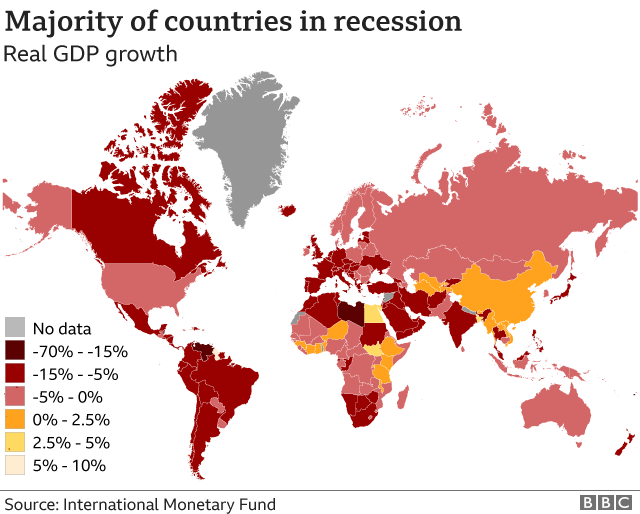 Majority of countries in recession
Real GDP growth
No data
-70% - -15%
-15% - -5%
-5% - 0%
0% - 2.5%
2.5% - 5%
5% - 10%
Source: International Monetary Fund
BBC